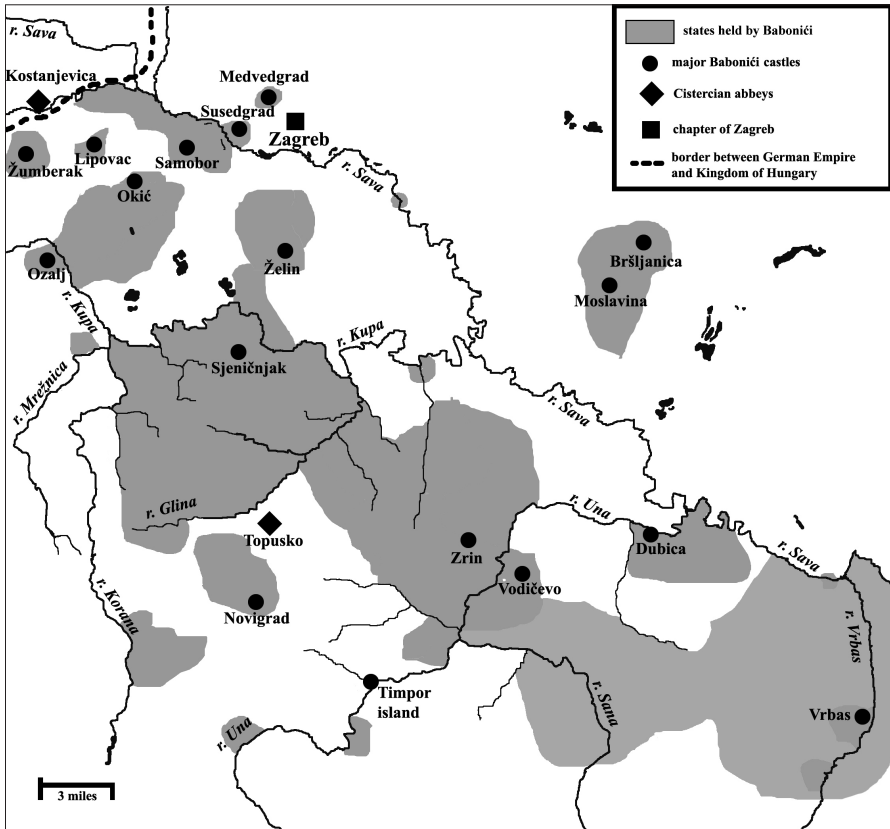 r. Sava
Kostanjevica
Medvedgrad
Susedgrad
Zagreb
Žumberak
Lipovac
Samobor
Okić
r. Sava
Ozalj
Želin
Bršljanica
Moslavina
r. Kupa
r. Kupa
Sjeničnjak
r. Mrežnica
r. Sava
r. Glina
r. Una
Topusko
Zrin
Dubica
r. Sava
Vodičevo
r. Korana
Novigrad
r. Vrbas
Timpor
island
r. Sana
Vrbas
r. Una
3 miles
states held by Babonići
major Babonići castles
Cistercian abbeys
chapter of Zagreb
border between German Empire
and Kingdom of Hungary